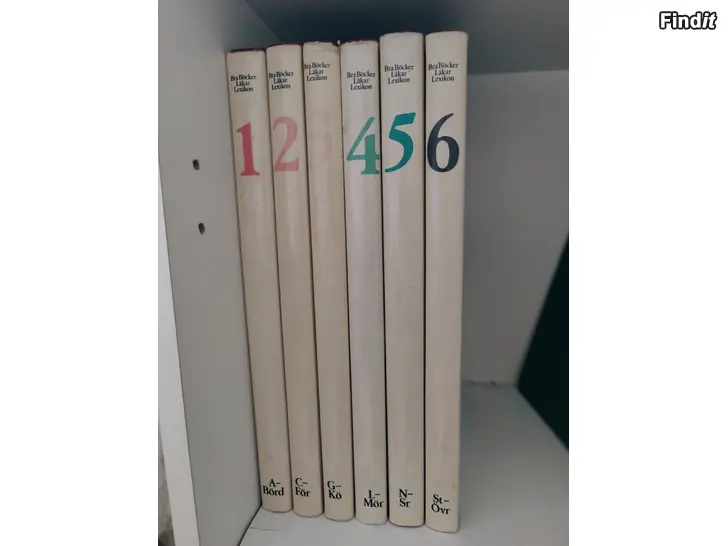 Findit
Bra Böcker
Läkar
Lexikon
1
A–
Börd
Bra Böcker
Läkar
Lexikon
2
C–
För
Bra Böcker
Läkar
Lexikon
3
G–
Kö
Bra Böcker
Läkar
Lexikon
4
L–
Mör
Bra Böcker
Läkar
Lexikon
5
N–
Sr
Bra Böcker
Läkar
Lexikon
6
St–
Övr